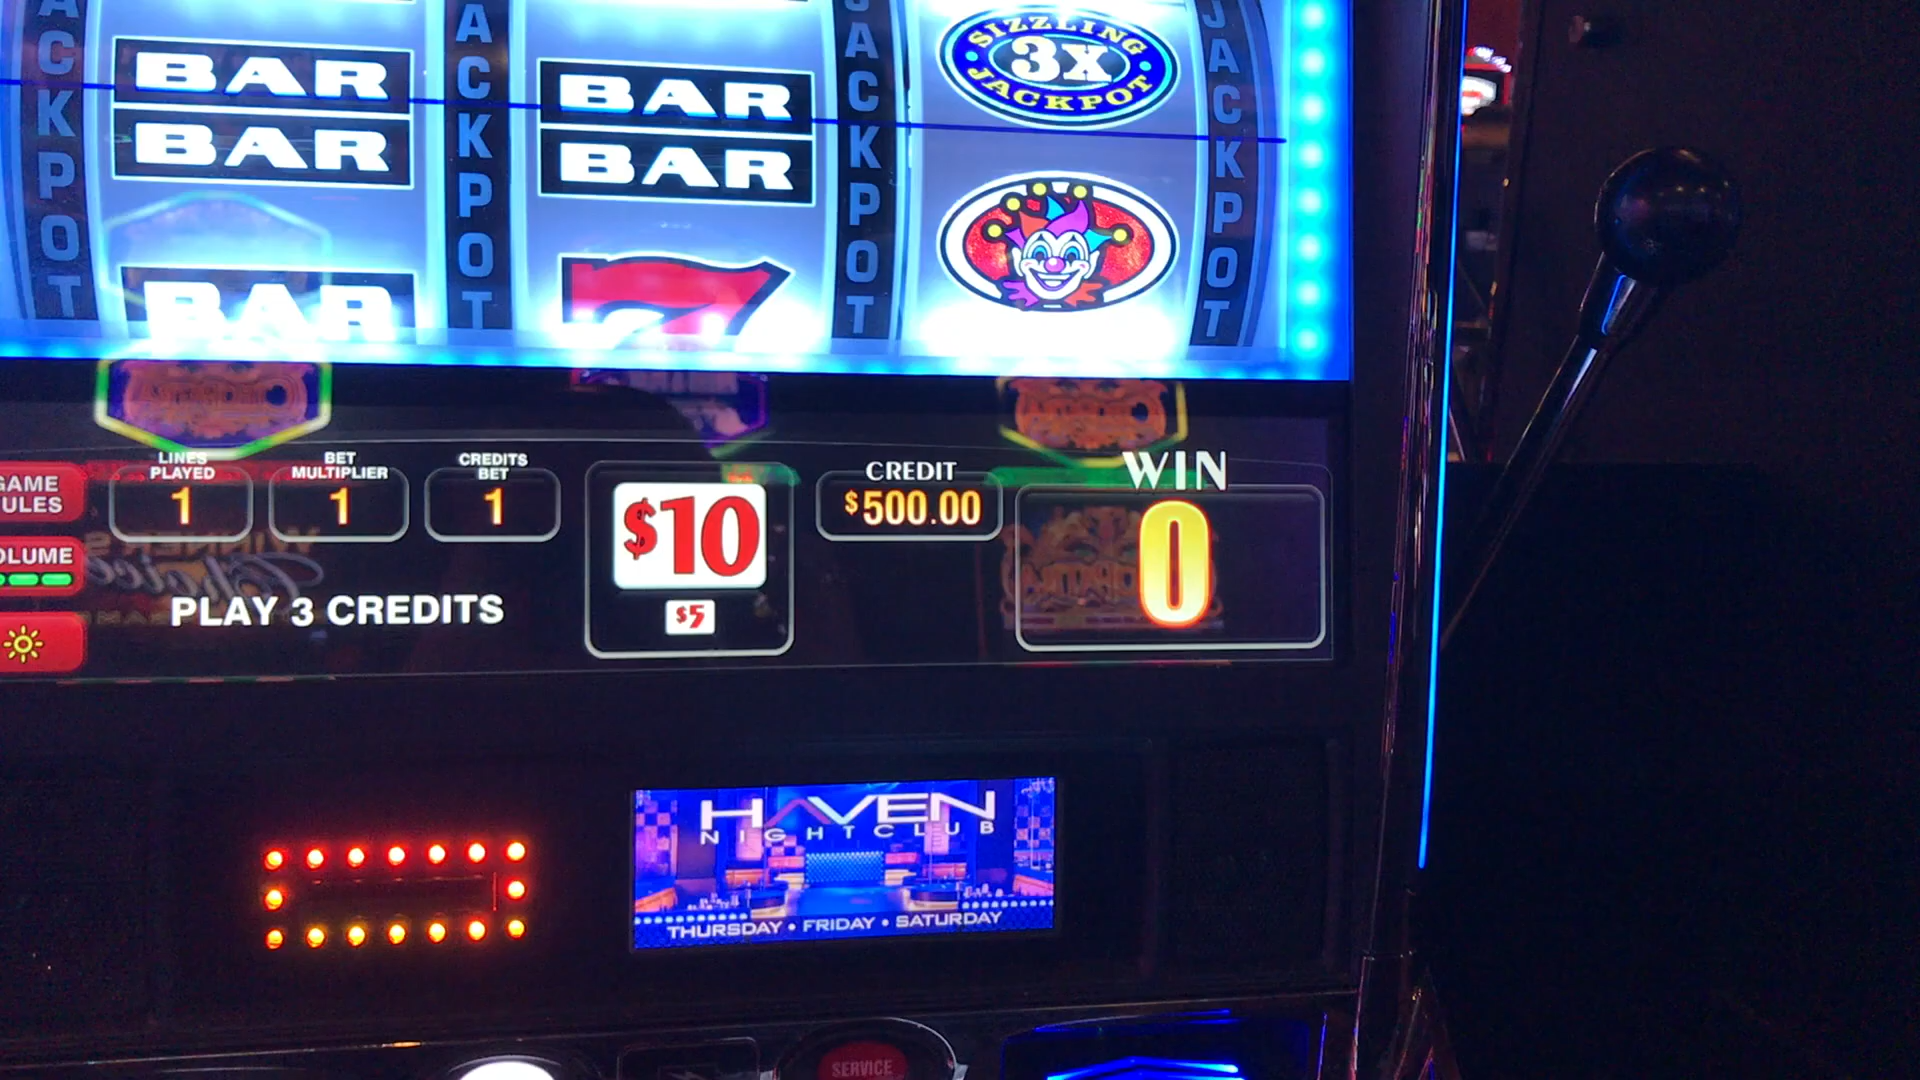 JACKPOT
BAR
BAR
BAR
JACKPOT
BAR
BAR
7
JACKPOT
SIZZLING
3X
JACKPOT
JACKPOT
GAME
RULES
VOLUME
LINES
PLAYED
1
BET
MULTIPLIER
1
CREDITS
BET
1
PLAY 3 CREDITS
$10
$5
CREDIT
$500.00
WIN
0
HAVEN
NIGHTCLUB
THURSDAY • FRIDAY • SATURDAY
SERVICE